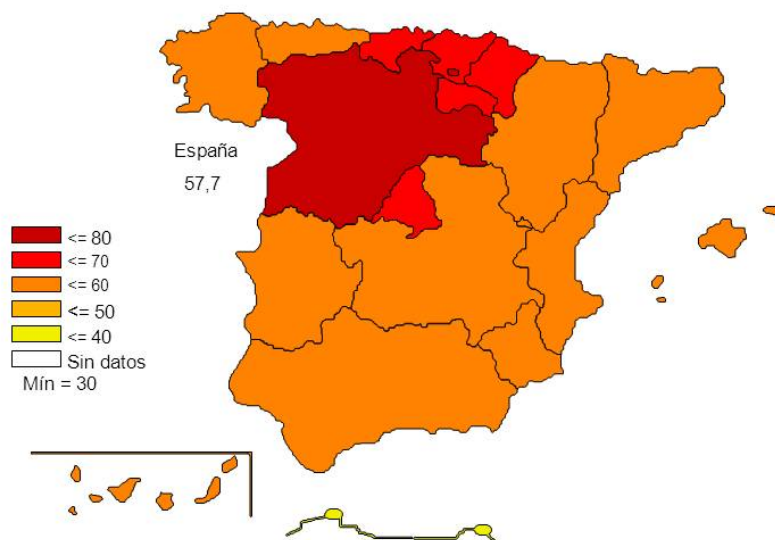 España
57,7
<= 80
<= 70
<= 60
<= 50
<= 40
Sin datos
Mín = 30